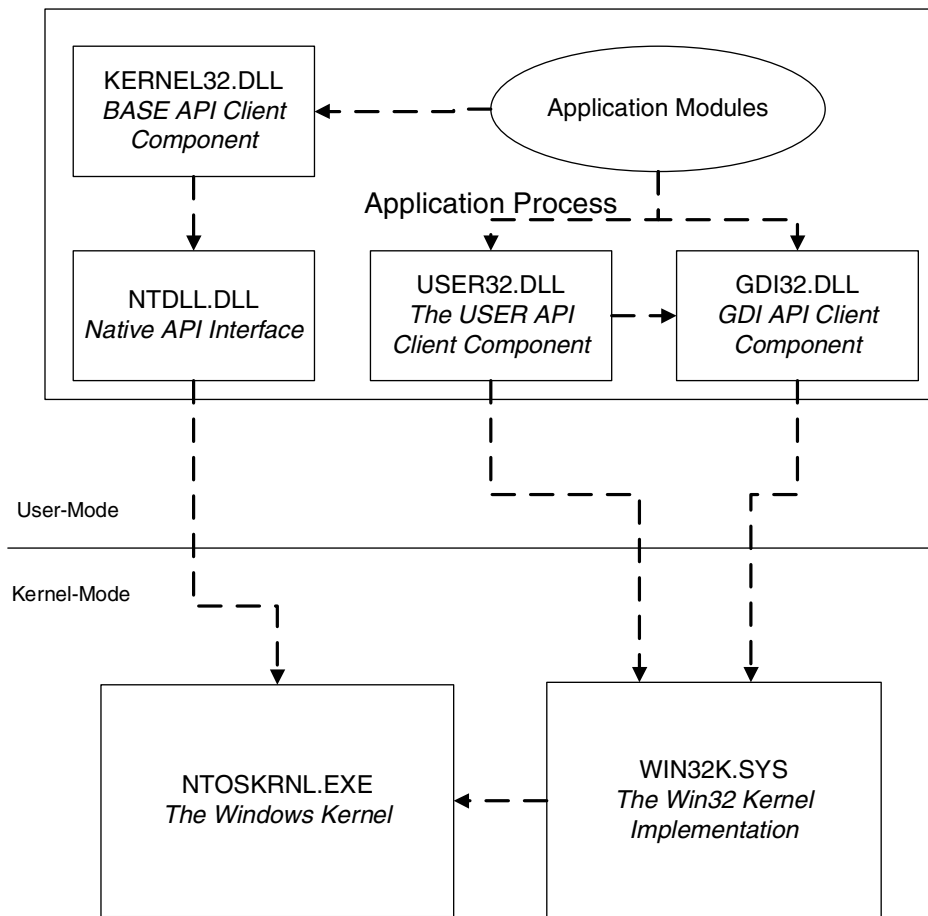 KERNEL32.DLL
BASE API Client
Component
Application Modules
Application Process
NTDLL.DLL
Native API Interface
USER32.DLL
The USER API
Client Component
GDI32.DLL
GDI API Client
Component
User-Mode
Kernel-Mode
NTOSKRNL.EXE
The Windows Kernel
WIN32K.SYS
The Win32 Kernel
Implementation